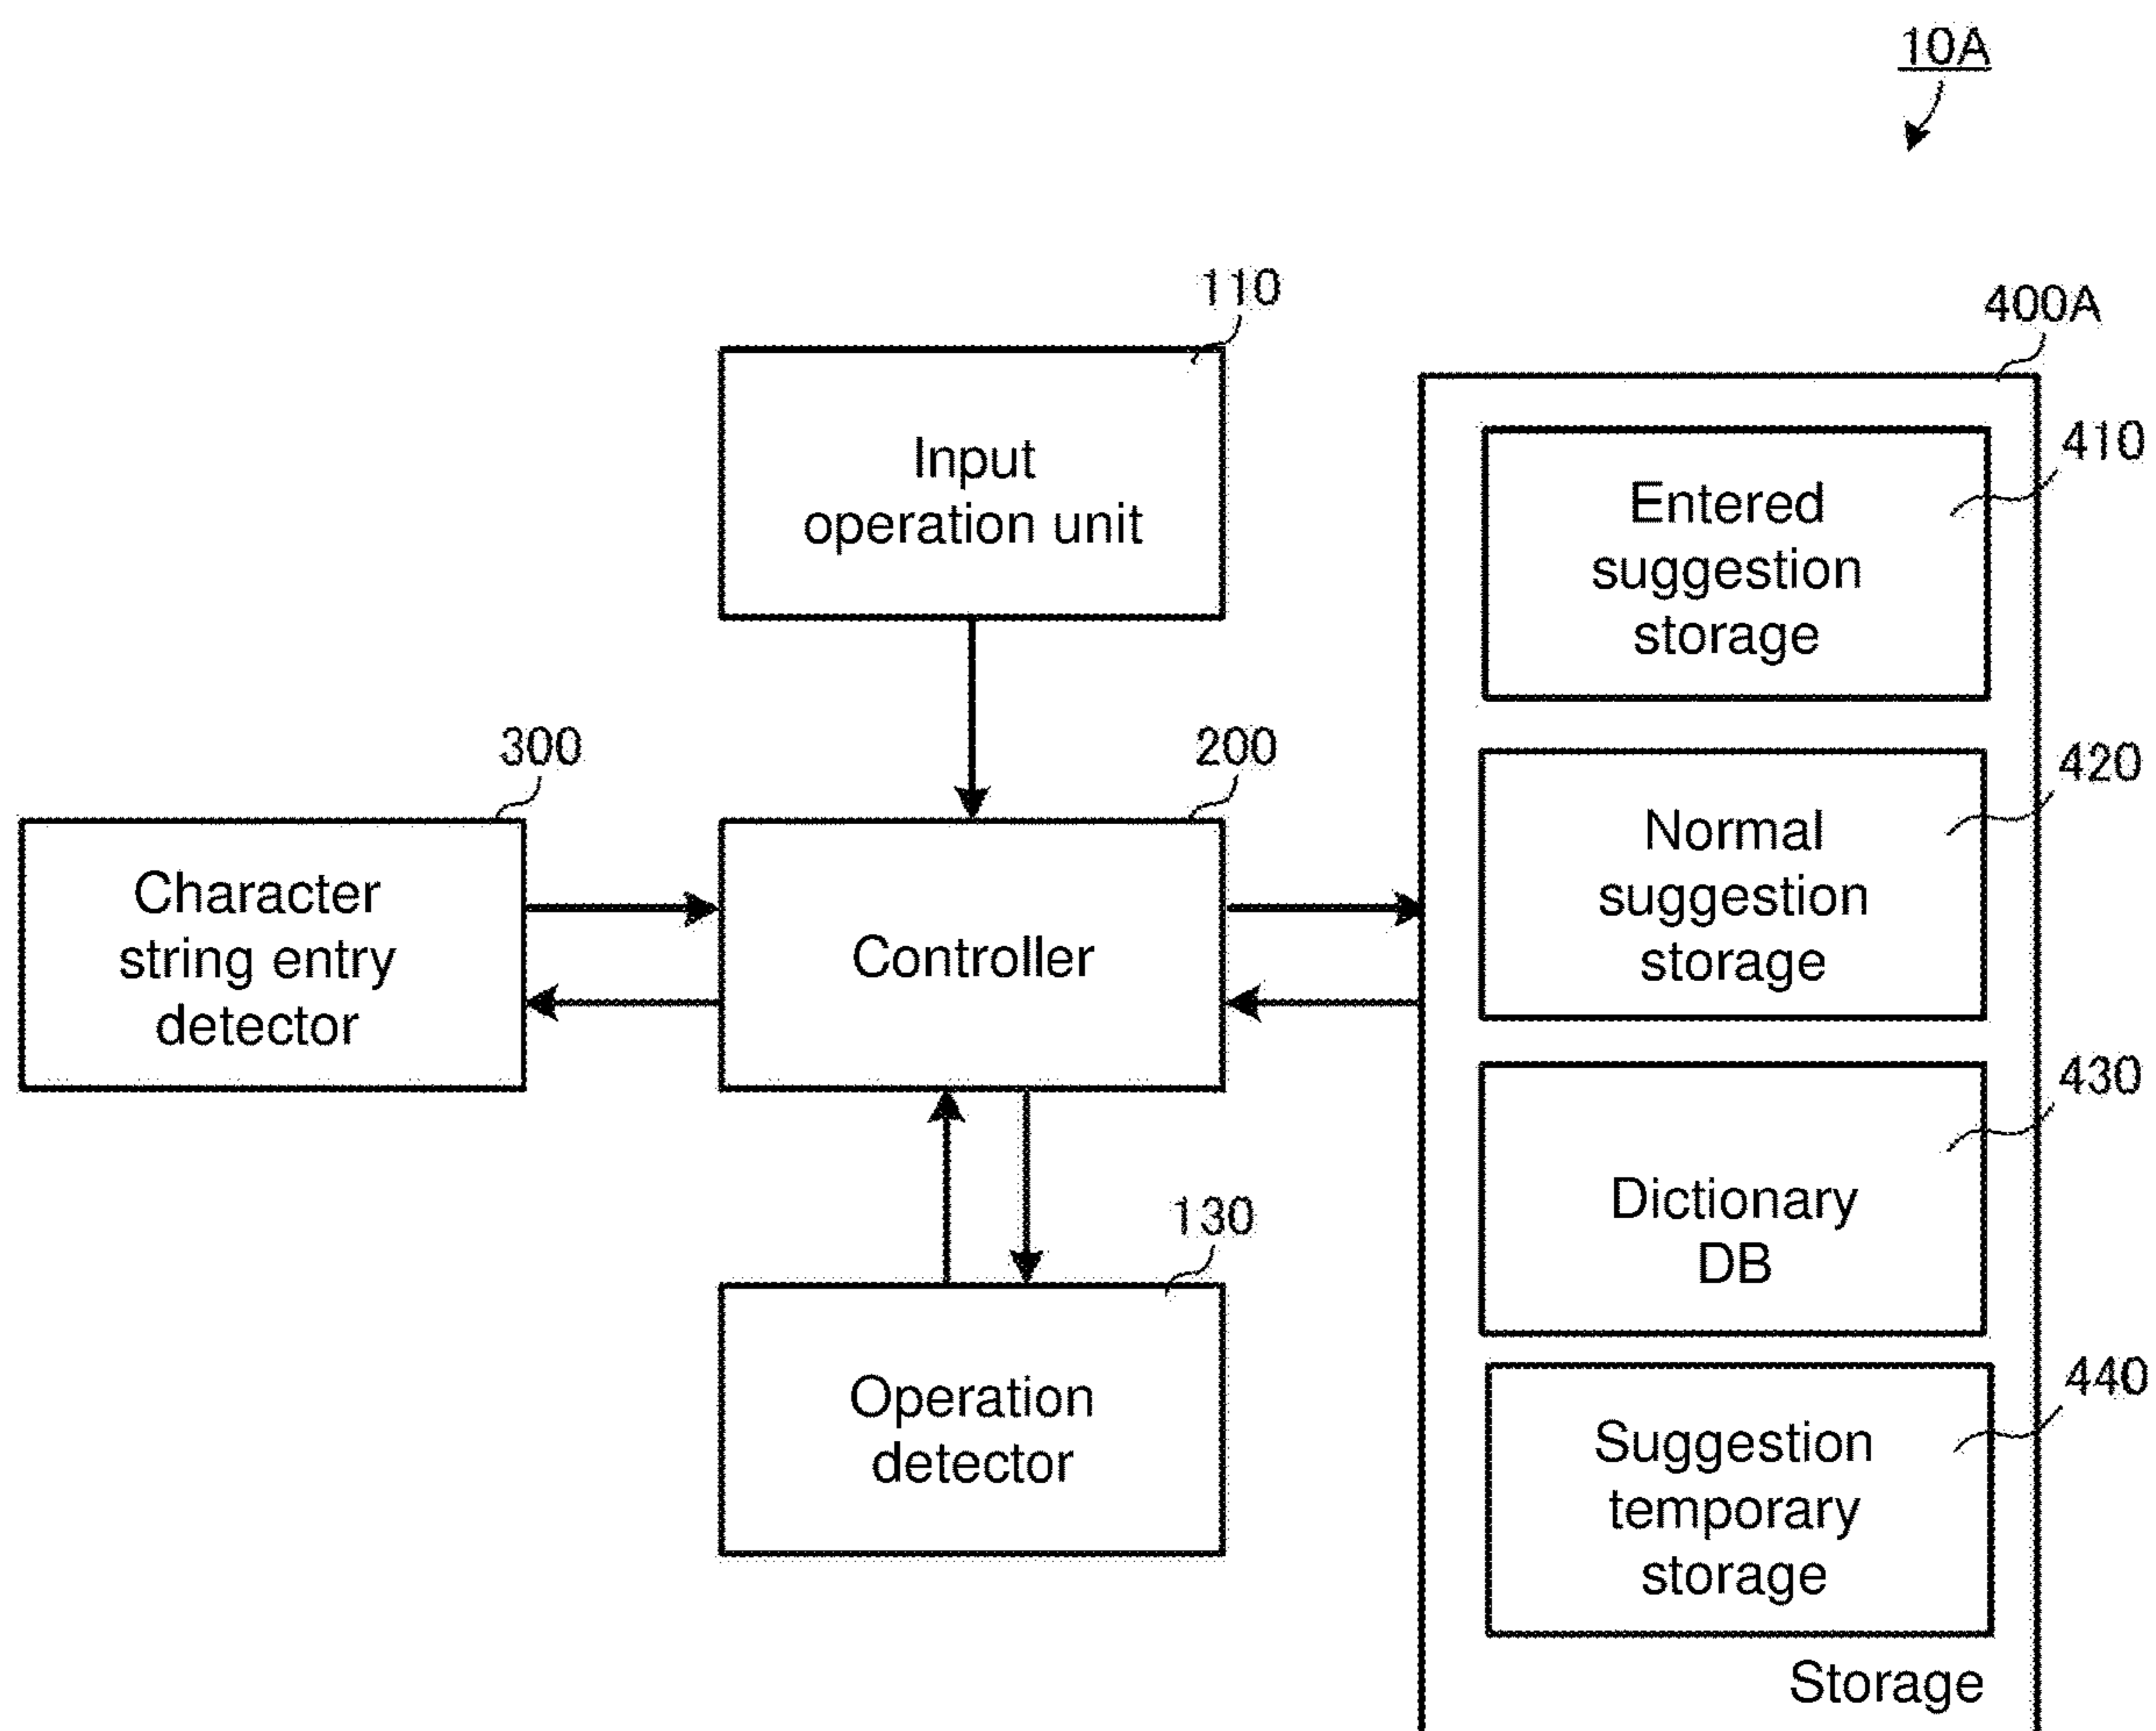 10A
110
Input
operation unit
400A
410
Entered
suggestion
storage
300
Character
string entry
detector
200
Controller
420
Normal
suggestion
storage
430
Dictionary
DB
130
Operation
detector
440
Suggestion
temporary
storage
Storage